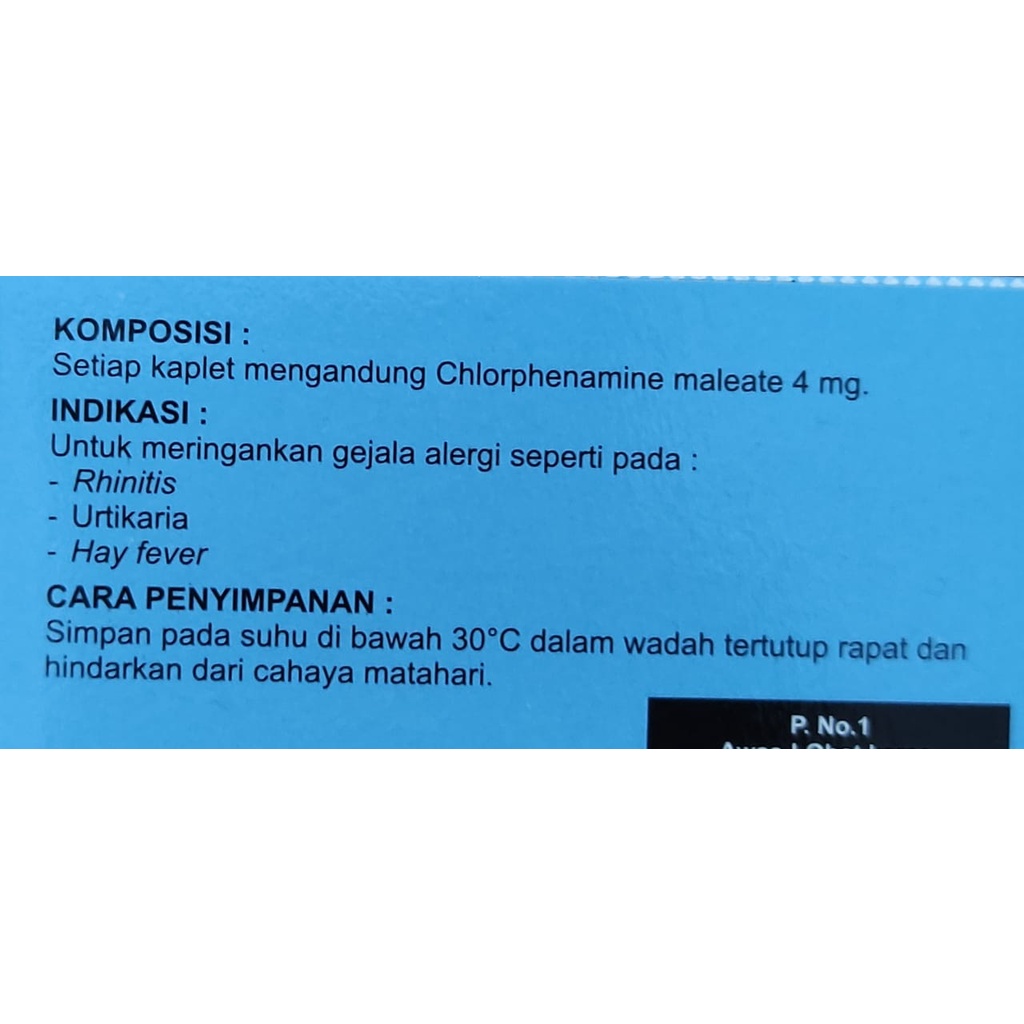 KOMPOSISI :
Setiap kaplet mengandung Chlorphenamine maleate 4 mg.
INDIKASI :
Untuk meringankan gejala alergi seperti pada :
- Rhinitis
- Urtikaria
- Hay fever
CARA PENYIMPANAN :
Simpan pada suhu di bawah 30°C dalam wadah tertutup rapat dan
hindarkan dari cahaya matahari.
P. No.1